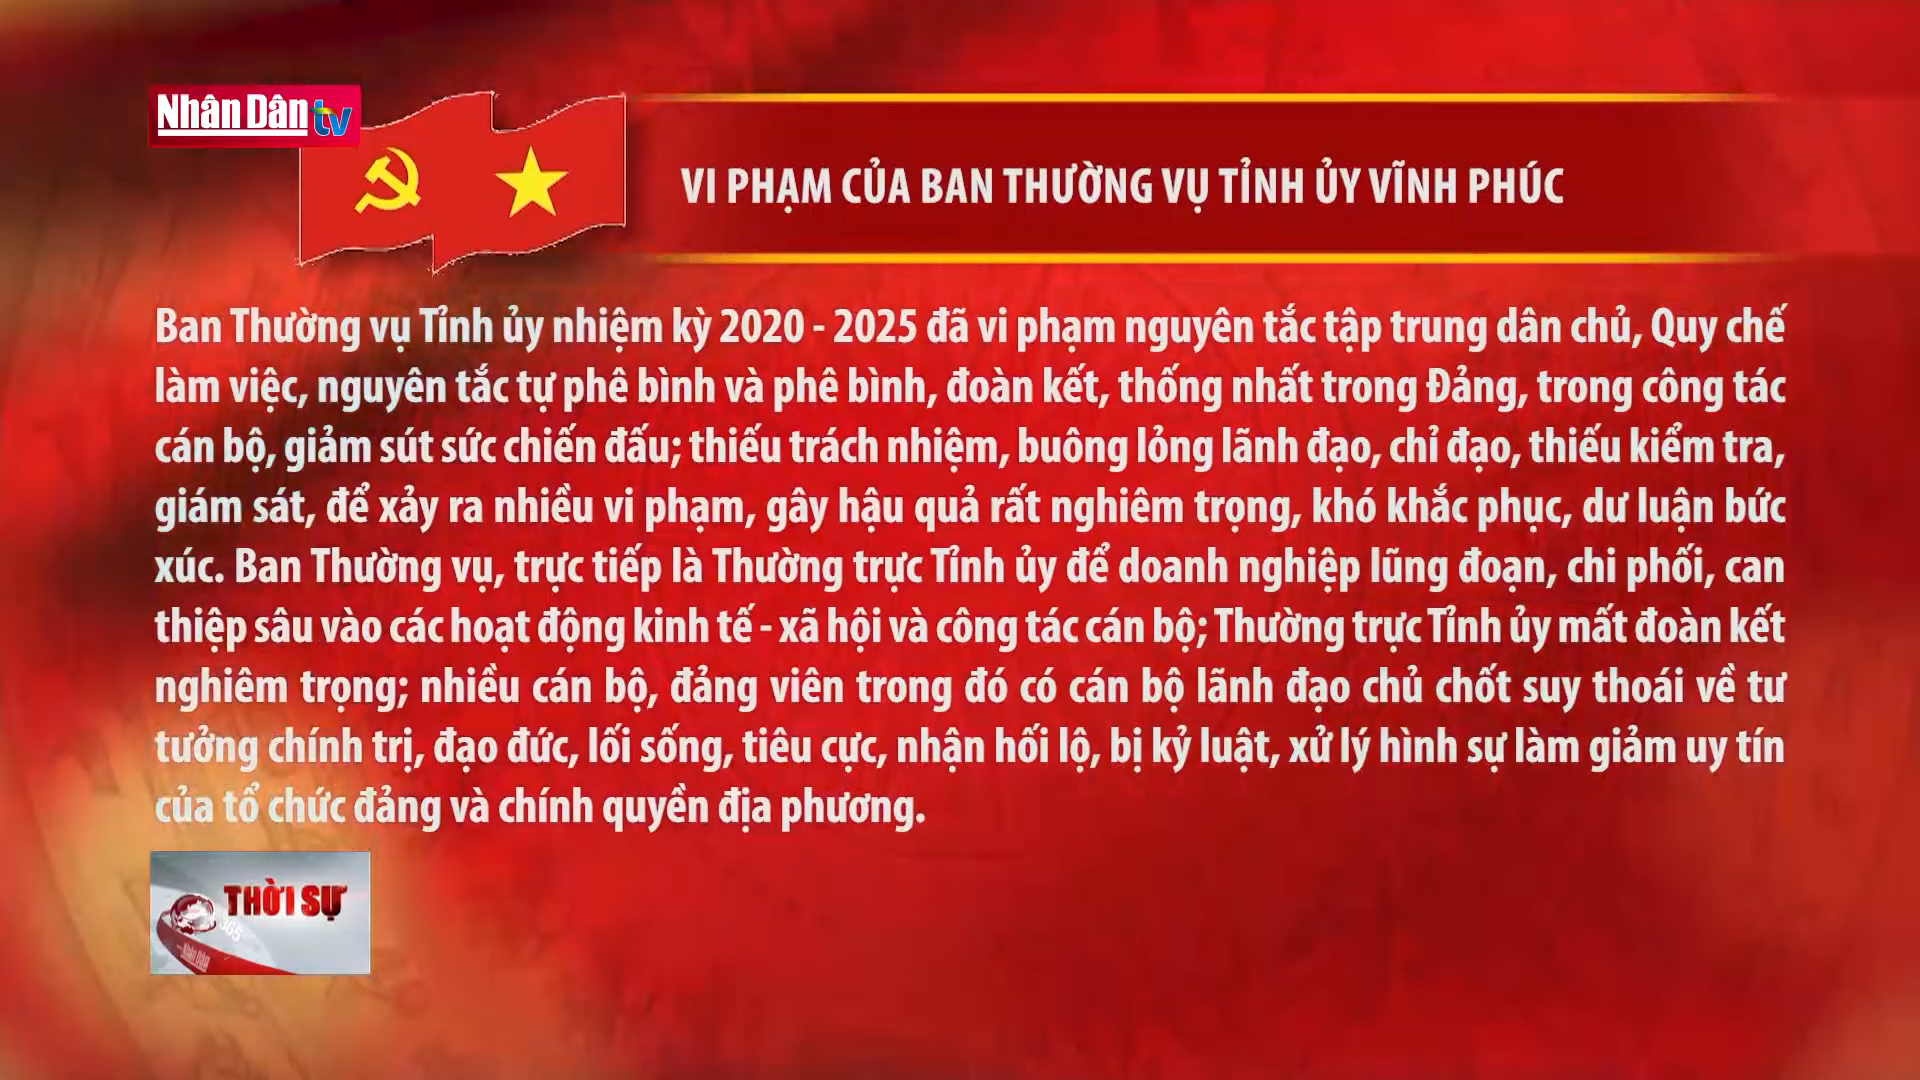 Nhân Dân tv
VI PHẠM CỦA BAN THƯỜNG VỤ TỈNH ỦY VĨNH PHÚC
Ban Thường vụ Tỉnh ủy nhiệm kỳ 2020 - 2025 đã vi phạm nguyên tắc tập trung dân chủ, Quy chế
làm việc, nguyên tắc tự phê bình và phê bình, đoàn kết, thống nhất trong Đảng, trong công tác
cán bộ, giảm sút sức chiến đấu; thiếu trách nhiệm, buông lỏng lãnh đạo, chỉ đạo, thiếu kiểm tra,
giám sát, để xảy ra nhiều vi phạm, gây hậu quả rất nghiêm trọng, khó khắc phục, dư luận bức
xúc. Ban Thường vụ, trực tiếp là Thường trực Tỉnh ủy để doanh nghiệp lũng đoạn, chi phối, can
thiệp sâu vào các hoạt động kinh tế - xã hội và công tác cán bộ; Thường trực Tỉnh ủy mất đoàn kết
nghiêm trọng; nhiều cán bộ, đảng viên trong đó có cán bộ lãnh đạo chủ chốt suy thoái về tư
tưởng chính trị, đạo đức, lối sống, tiêu cực, nhận hối lộ, bị kỷ luật, xử lý hình sự làm giảm uy tín
của tổ chức đảng và chính quyền địa phương.
THỜI SỰ
365
NHÂN DÂN